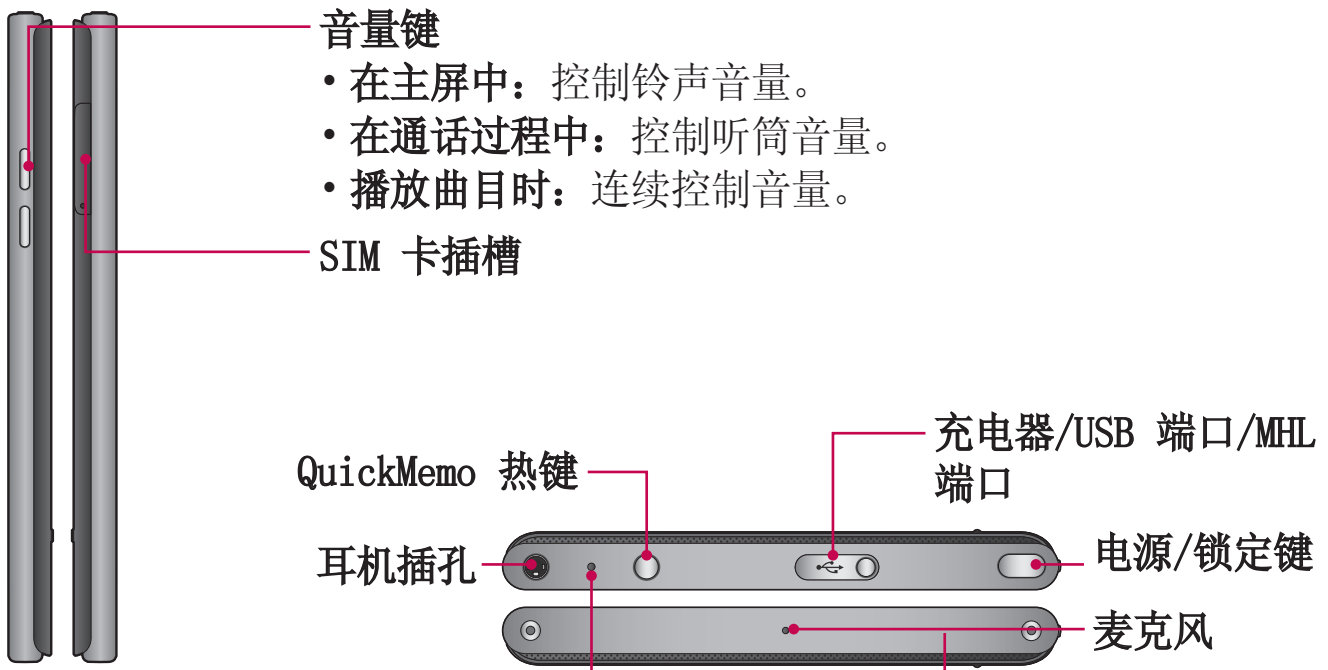 音量键
• 在主屏中：控制铃声音量。
• 在通话过程中：控制听筒音量。
• 播放曲目时：连续控制音量。
SIM 卡插槽
充电器/USB 端口/MHL
端口
QuickMemo 热键
耳机插孔
电源/锁定键
麦克风